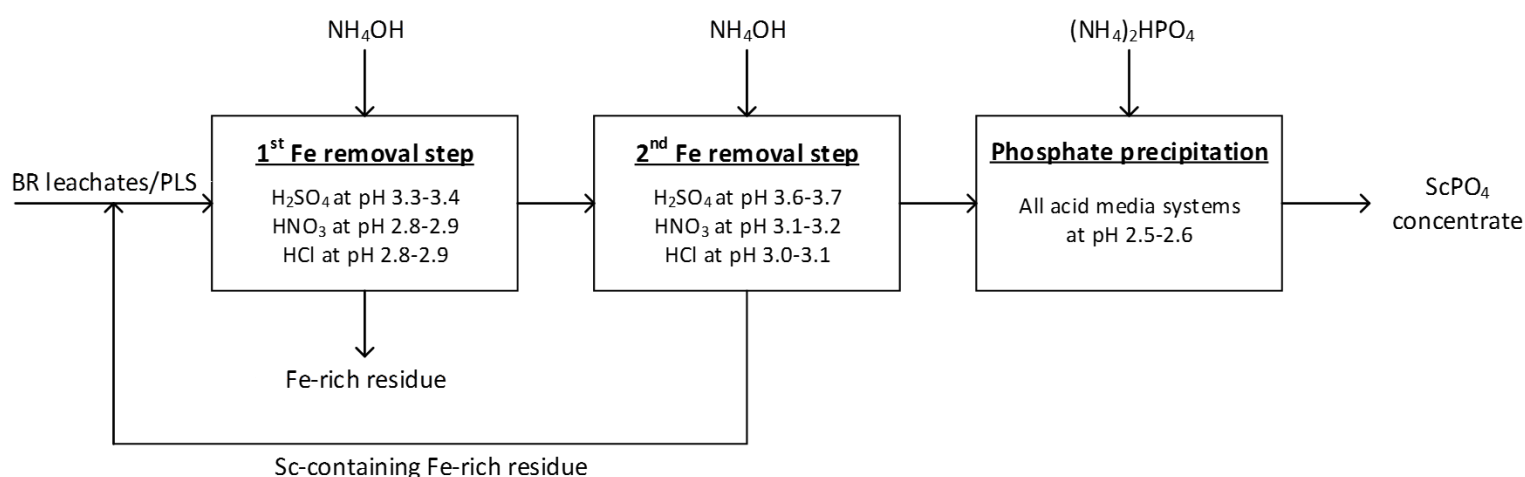 NH₄OH
NH₄OH
(NH₄)₂HPO₄
BR leachates/PLS
1ˢᵗ Fe removal step
H₂SO₄ at pH 3.3-3.4
HNO₃ at pH 2.8-2.9
HCl at pH 2.8-2.9
2ⁿᵈ Fe removal step
H₂SO₄ at pH 3.6-3.7
HNO₃ at pH 3.1-3.2
HCl at pH 3.0-3.1
Phosphate precipitation
All acid media systems
at pH 2.5-2.6
ScPO₄
concentrate
Fe-rich residue
Sc-containing Fe-rich residue